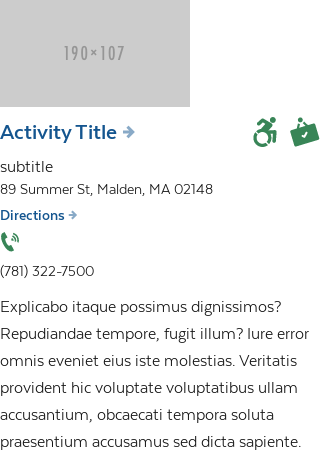 190×107
Activity Title
subtitle
89 Summer St, Malden, MA 02148
Directions
(781) 322-7500
Explicabo itaque possimus dignissimos?
Repudiandae tempore, fugit illum? Iure error
omnis eveniet eius iste molestias. Veritatis
provident hic voluptate voluptatibus ullam
accusantium, obcaecati tempora soluta
praesentium accusamus sed dicta sapiente.